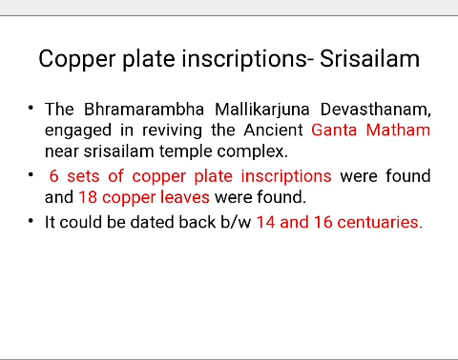 Copper plate inscriptions- Srisailam
• The Bhramarambha Mallikarjuna Devasthanam,
engaged in reviving the Ancient Ganta Matham
near srisailam temple complex.
• 6 sets of copper plate inscriptions were found
and 18 copper leaves were found.
• It could be dated back b/w 14 and 16 centuaries.